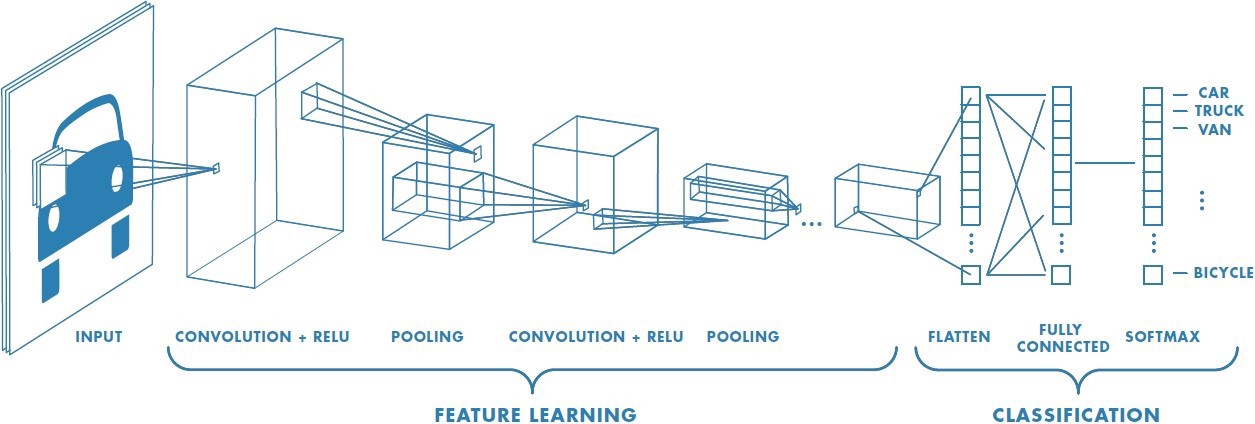 CAR
TRUCK
VAN
BICYCLE
INPUT
CONVOLUTION + RELU
POOLING
CONVOLUTION + RELU
POOLING
FLATTEN
FULLY
CONNECTED
SOFTMAX
FEATURE LEARNING
CLASSIFICATION